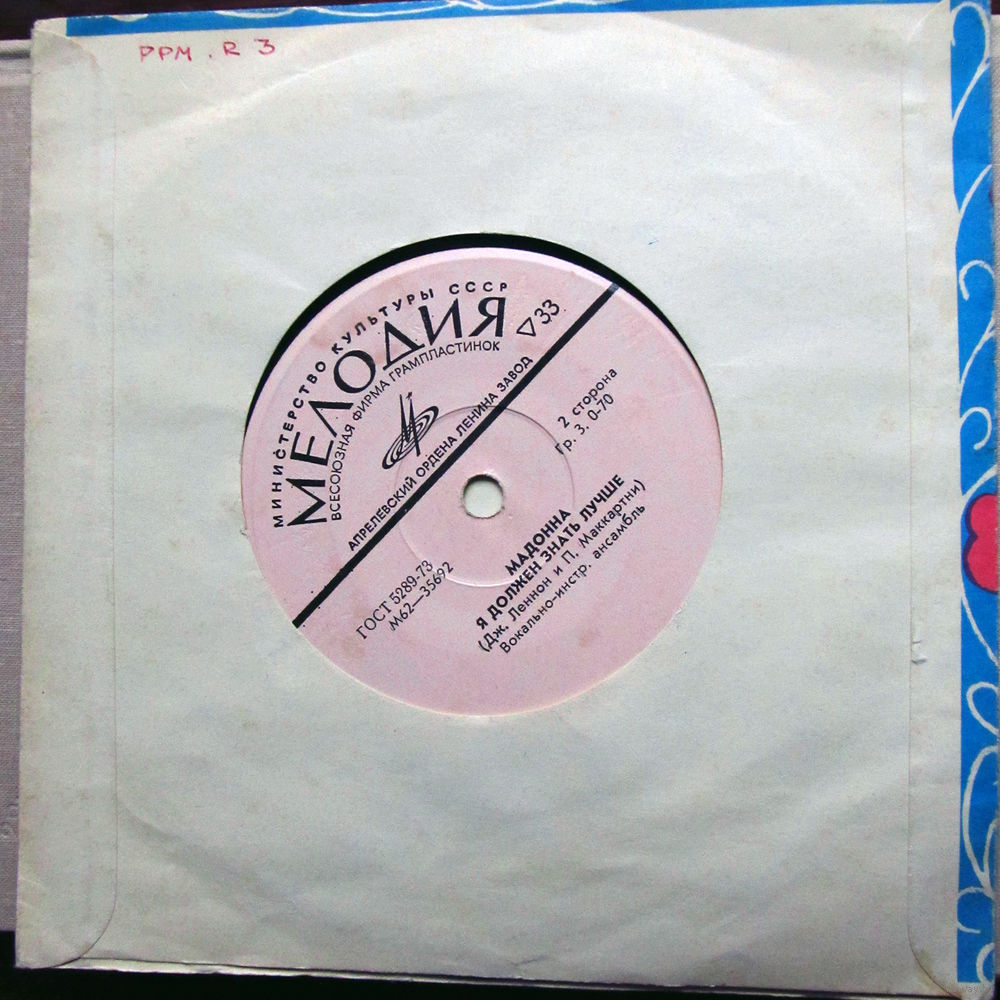 PPM . R 3
МИНИСТЕРСТВО КУЛЬТУРЫ СССР
МЕЛОДИЯ
ВСЕСОЮЗНАЯ ФИРМА ГРАМПЛАСТИНОК
33
АПРЕЛЕВСКИЙ ОРДЕНА ЛЕНИНА ЗАВОД
2 сторона
Гр. 3. 0-70
ГОСТ 5289-73
М62—35692
МАДОННА
Я ДОЛЖЕН ЗНАТЬ ЛУЧШЕ
(Дж. Леннон и П. Маккартни)
Вокально-инстр. ансамбль